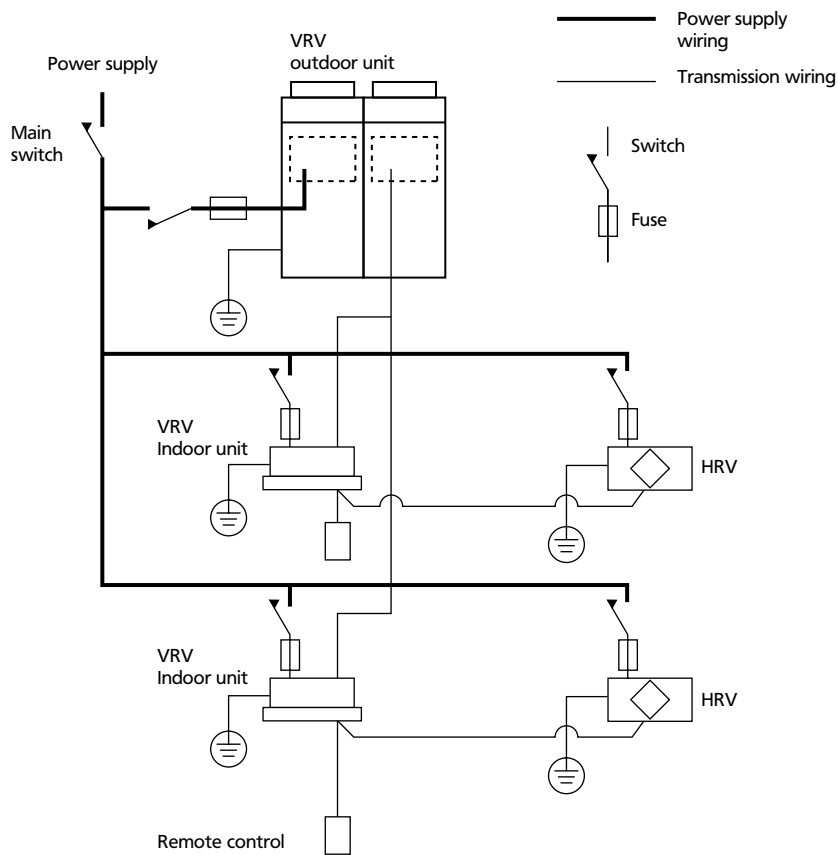 VRV
outdoor unit
Power supply
Main
switch
Power supply
wiring
Transmission wiring
Switch
Fuse
VRV
Indoor unit
HRV
VRV
Indoor unit
HRV
Remote control